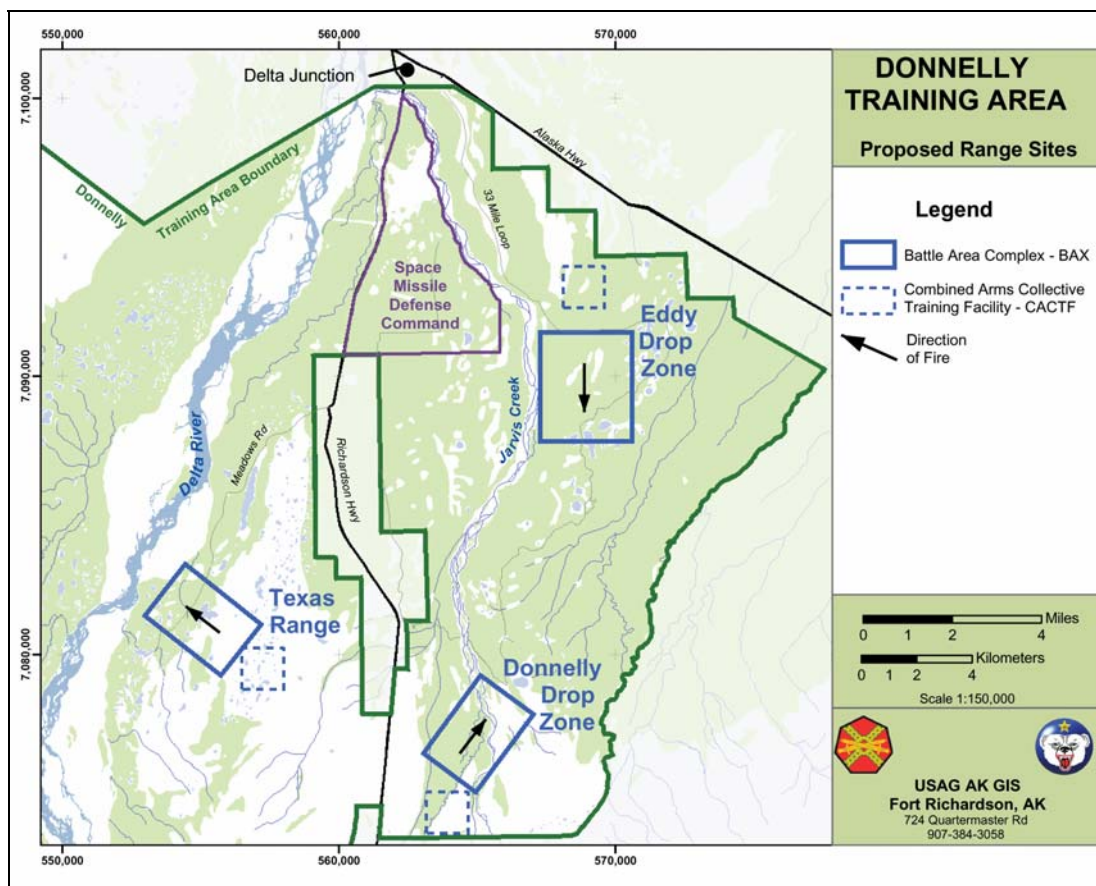 550,000
560,000
570,000
7,100,000
7,090,000
7,080,000
Delta Junction
Alaska Hwy
Donnelly
Training Area Boundary
33 Mile Loop
Space
Missile
Defense
Command
Eddy
Drop
Zone
Jarvis Creek
Delta River
Meadows Rd
Richardson Hwy
Texas
Range
Donnelly
Drop
Zone
550,000
560,000
570,000
DONNELLY
TRAINING AREA
Proposed Range Sites
Legend
Battle Area Complex - BAX
Combined Arms Collective
Training Facility - CACTF
Direction
of Fire
Miles
0 1 2 4
Kilometers
0 1 2 4
Scale 1:150,000
USAG AK GIS
Fort Richardson, AK
724 Quartermaster Rd
907-384-3058